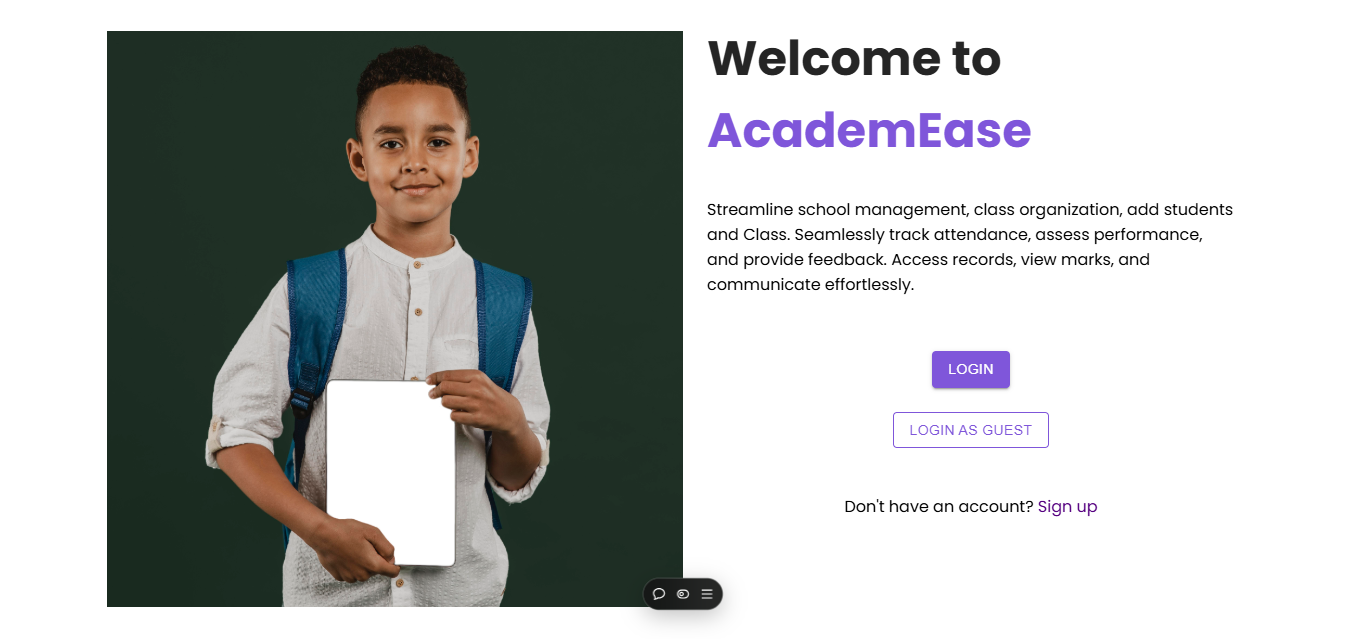 Welcome to
AcademEase
Streamline school management, class organization, add students
and Class. Seamlessly track attendance, assess performance,
and provide feedback. Access records, view marks, and
communicate effortlessly.
LOGIN
LOGIN AS GUEST
Don't have an account? Sign up